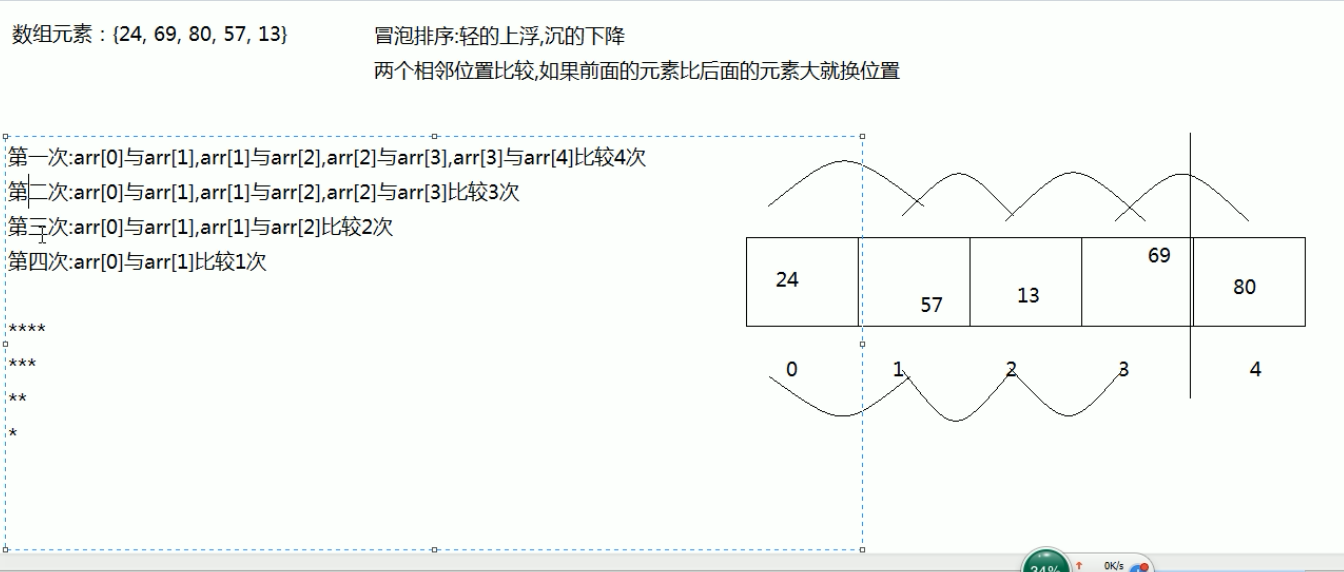 数组元素：{24, 69, 80, 57, 13}
冒泡排序:轻的上浮,沉的下降
两个相邻位置比较,如果前面的元素比后面的元素大就换位置
第一次:arr[0]与arr[1],arr[1]与arr[2],arr[2]与arr[3],arr[3]与arr[4]比较4次
第二次:arr[0]与arr[1],arr[1]与arr[2],arr[2]与arr[3]比较3次
第三次:arr[0]与arr[1],arr[1]与arr[2]比较2次
第四次:arr[0]与arr[1]比较1次
****
***
**
*
24 57 13 69 80
0 1 2 3 4
34% 0K/s